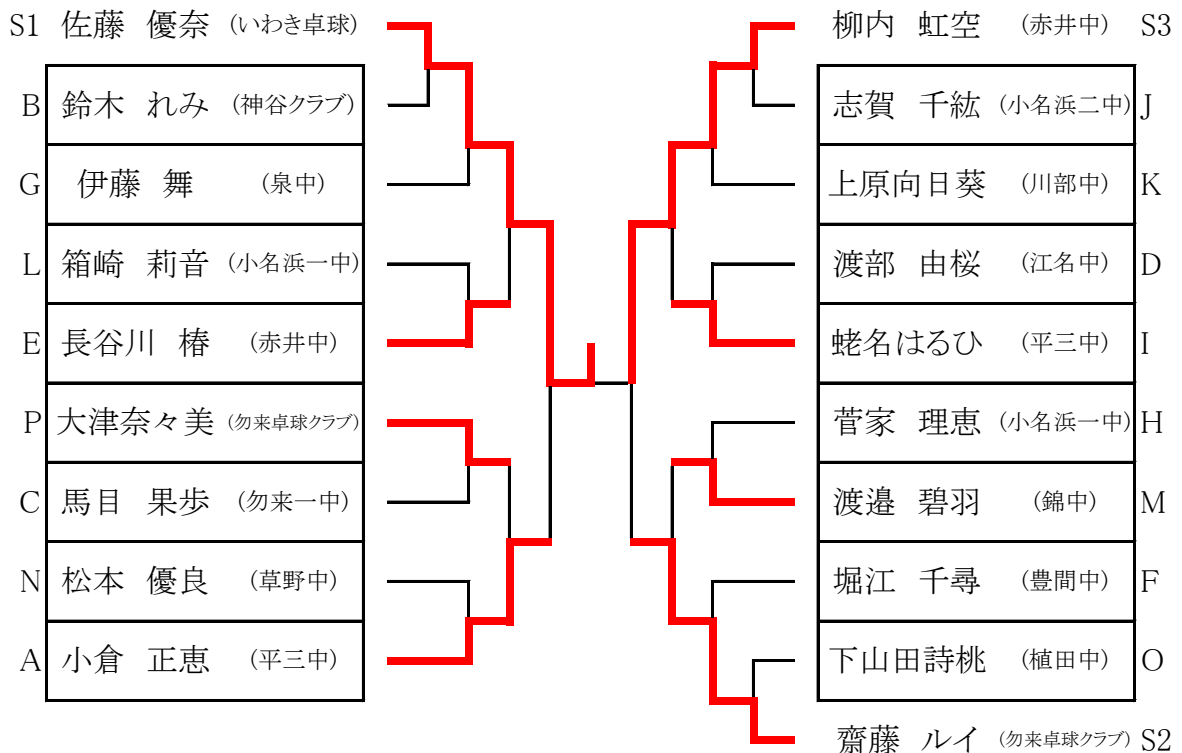 S1 佐藤 優奈 (いわき卓球)
B 鈴木 れみ (神谷クラブ)
G 伊藤 舞 (泉中)
L 箱崎 莉音 (小名浜一中)
E 長谷川 椿 (赤井中)
P 大津奈々美 (勿来卓球クラブ)
C 馬目 果歩 (勿来一中)
N 松本 優良 (草野中)
A 小倉 正恵 (平三中)
柳内 虹空 (赤井中) S3
志賀 千紘 (小名浜二中) J
上原向日葵 (川部中) K
渡部 由桜 (江名中) D
蛯名はるひ (平三中) I
菅家 理恵 (小名浜一中) H
渡邉 碧羽 (錦中) M
堀江 千尋 (豊間中) F
下山田詩桃 (植田中) O
齋藤 ルイ (勿来卓球クラブ) S2